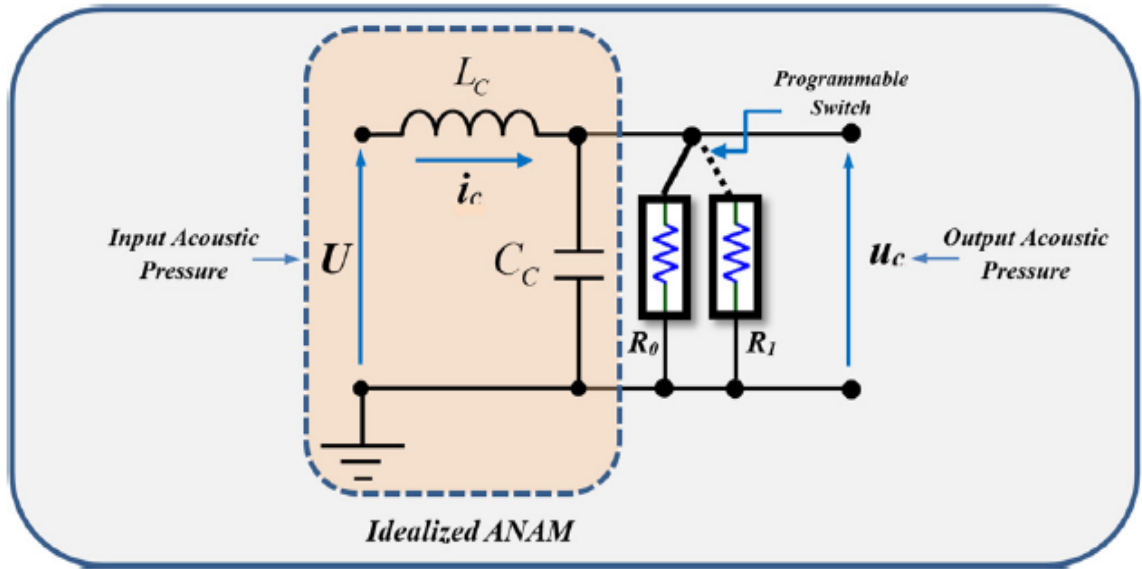 L_C
Programmable
Switch
i_c
Input Acoustic
Pressure
U
C_C
u_c
Output Acoustic
Pressure
R_0
R_1
Idealized ANAM